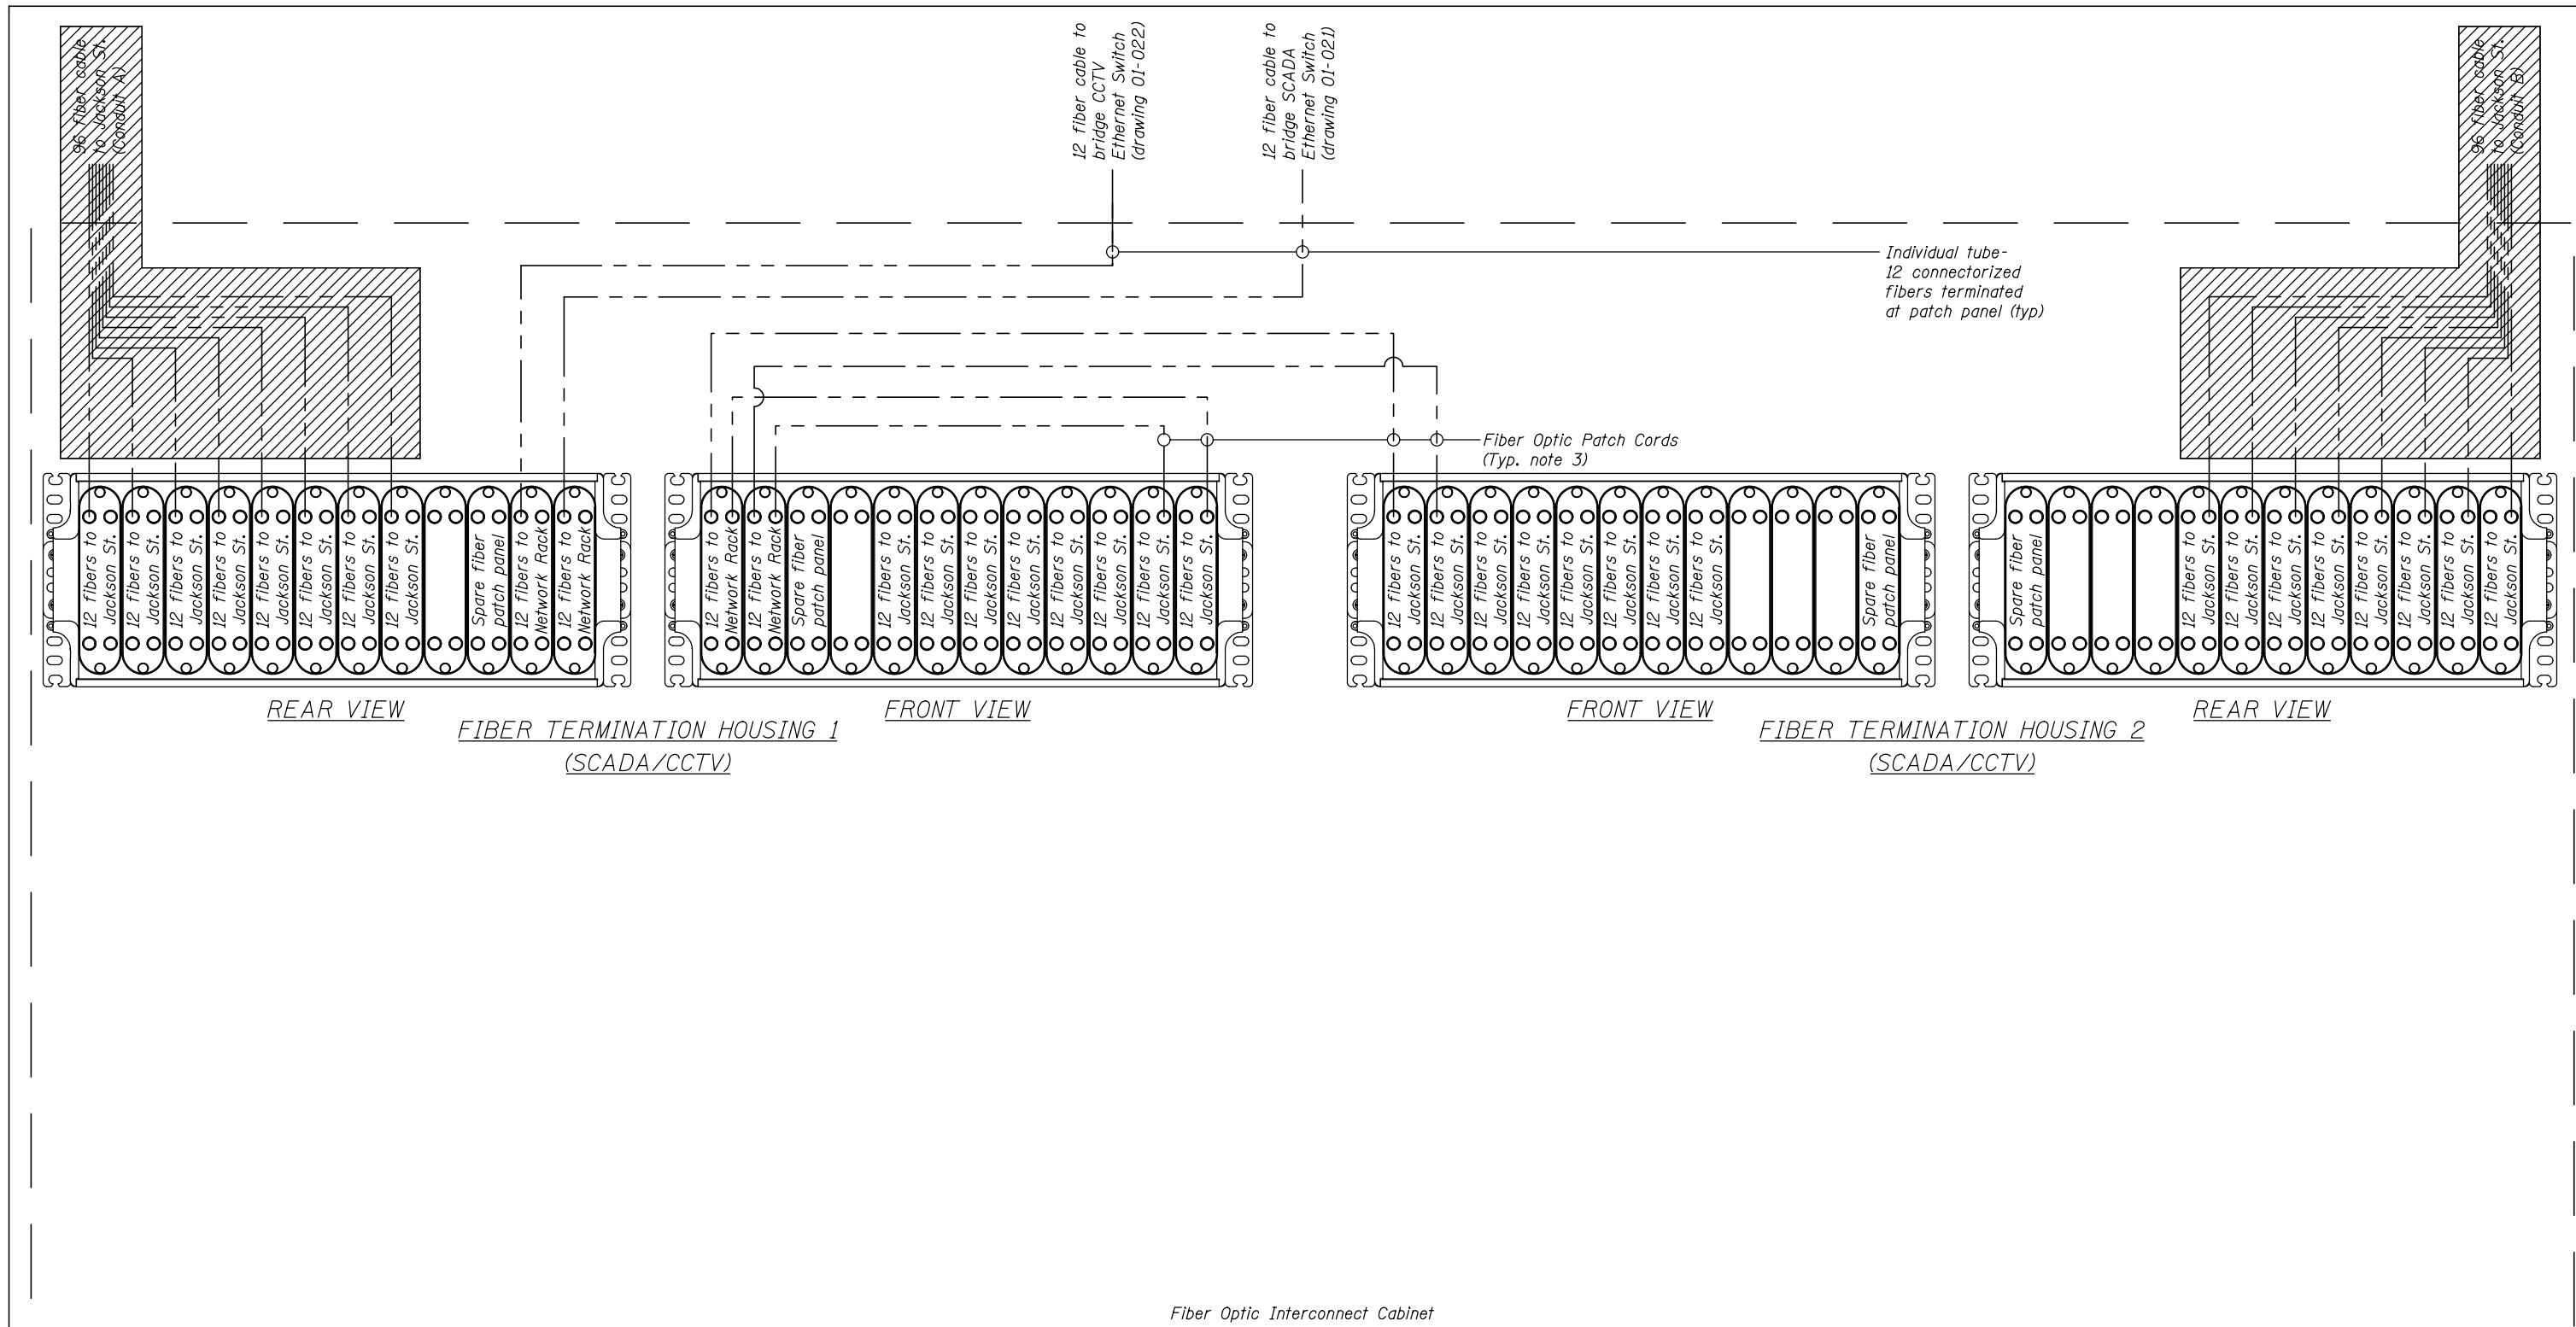 96 fiber cable
to Jackson St.
(Conduit A)
12 fiber cable to
bridge CCTV
Ethernet Switch
(drawing 01-022)
12 fiber cable to
bridge SCADA
Ethernet Switch
(drawing 01-021)
96 fiber cable
to Jackson St.
(Conduit B)
Individual tube-
12 connectorized
fibers terminated
at patch panel (typ)
Fiber Optic Patch Cords
(Typ. note 3)
12 fibers to
Jackson St.
12 fibers to
Jackson St.
12 fibers to
Jackson St.
12 fibers to
Jackson St.
12 fibers to
Jackson St.
12 fibers to
Jackson St.
12 fibers to
Jackson St.
12 fibers to
Jackson St.
Spare fiber
patch panel
12 fibers to
Network Rack
12 fibers to
Network Rack
12 fibers to
Network Rack
12 fibers to
Network Rack
Spare fiber
patch panel
12 fibers to
Jackson St.
12 fibers to
Jackson St.
12 fibers to
Jackson St.
12 fibers to
Jackson St.
12 fibers to
Jackson St.
12 fibers to
Jackson St.
12 fibers to
Jackson St.
12 fibers to
Jackson St.
12 fibers to
Jackson St.
12 fibers to
Jackson St.
12 fibers to
Jackson St.
12 fibers to
Jackson St.
12 fibers to
Jackson St.
12 fibers to
Jackson St.
12 fibers to
Jackson St.
12 fibers to
Jackson St.
Spare fiber
patch panel
Spare fiber
patch panel
12 fibers to
Jackson St.
12 fibers to
Jackson St.
12 fibers to
Jackson St.
12 fibers to
Jackson St.
12 fibers to
Jackson St.
12 fibers to
Jackson St.
12 fibers to
Jackson St.
12 fibers to
Jackson St.
REAR VIEW
FRONT VIEW
FIBER TERMINATION HOUSING 1
(SCADA/CCTV)
FRONT VIEW
REAR VIEW
FIBER TERMINATION HOUSING 2
(SCADA/CCTV)
Fiber Optic Interconnect Cabinet